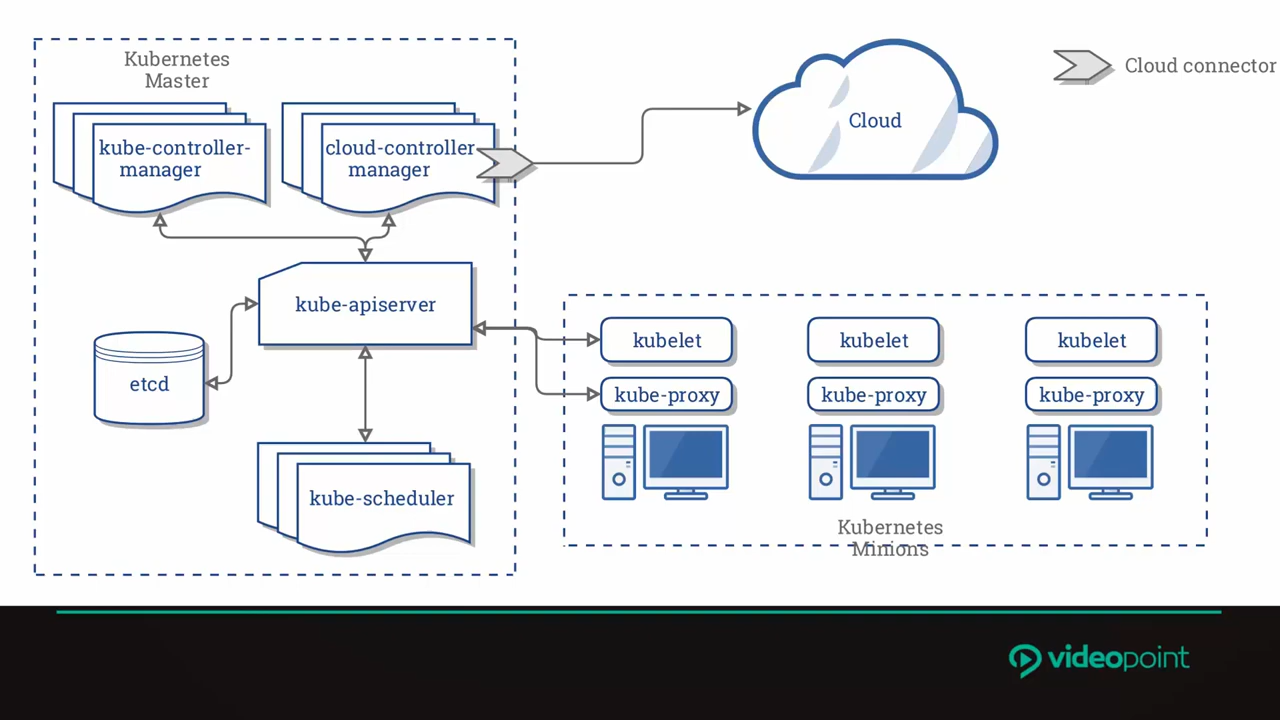 Kubernetes
Master
kube-controller-
manager
cloud-controller
manager
Cloud
Cloud connector
kube-apiserver
etcd
kube-scheduler
kubelet
kubelet
kubelet
kube-proxy
kube-proxy
kube-proxy
Kubernetes
Minions
videopoint